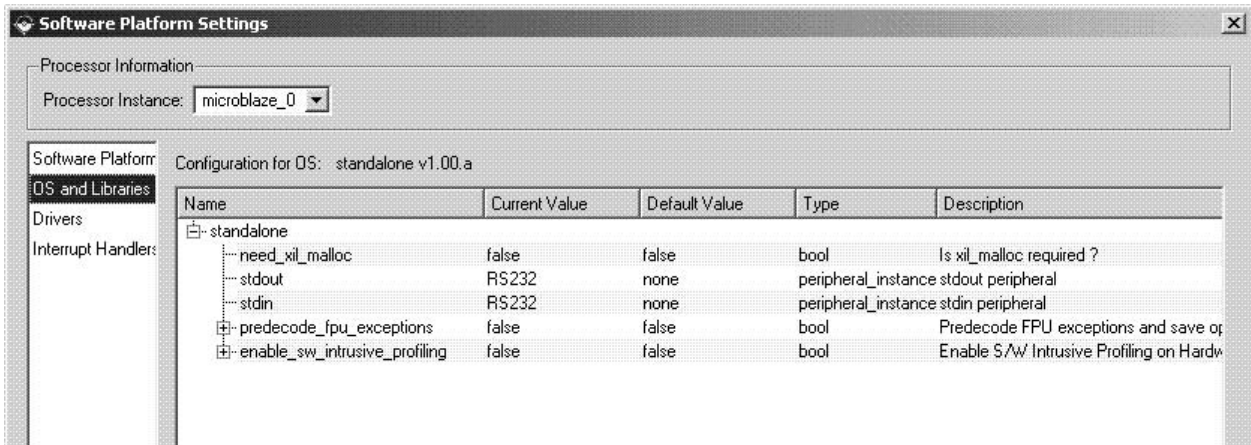 Software Platform Settings
Processor Information
Processor Instance: microblaze_0
Software Platform
OS and Libraries
Drivers
Interrupt Handlers
Configuration for OS: standalone v1.00.a
Name Current Value Default Value Type Description
standalone
need_xil_malloc false false bool Is xil_malloc required ?
stdout RS232 none peripheral_instance stdout peripheral
stdin RS232 none peripheral_instance stdin peripheral
predecode_fpu_exceptions false false bool Predecode FPU exceptions and save op
enable_sw_intrusive_profiling false false bool Enable S/W Intrusive Profiling on Hardw